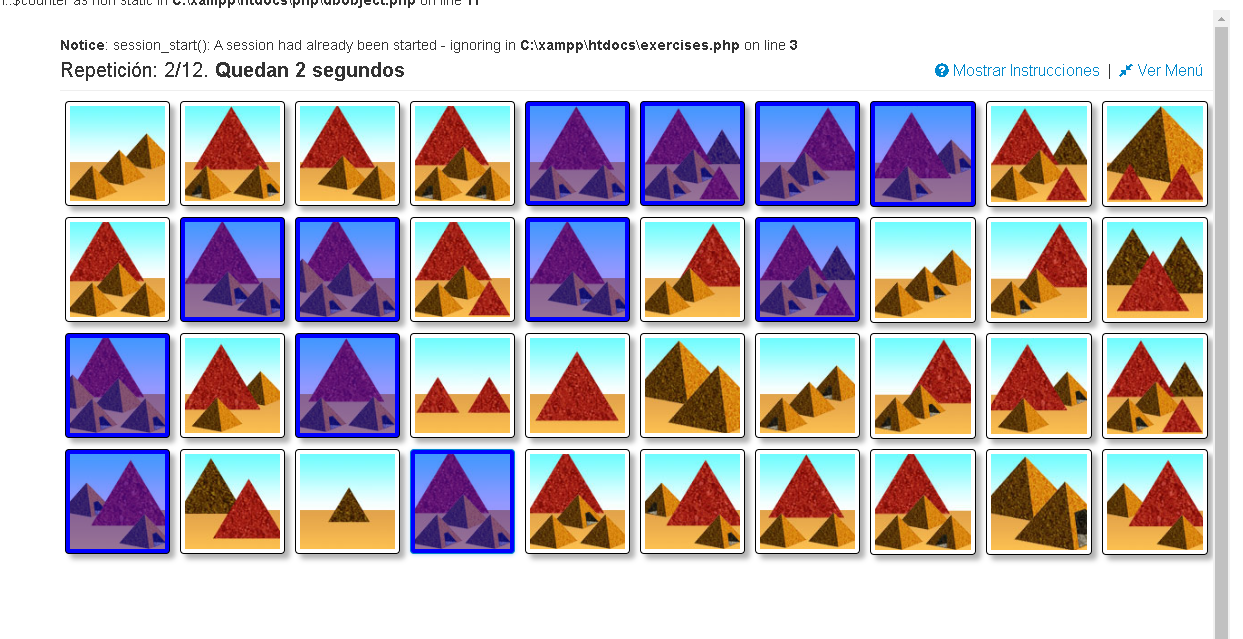 $counter as non static in C:\xampp\htdocs\php\dbobject.php on line 11
Notice: session_start(): A session had already been started - ignoring in C:\xampp\htdocs\exercises.php on line 3
Repetición: 2/12. Quedan 2 segundos
Mostrar Instrucciones | Ver Menú